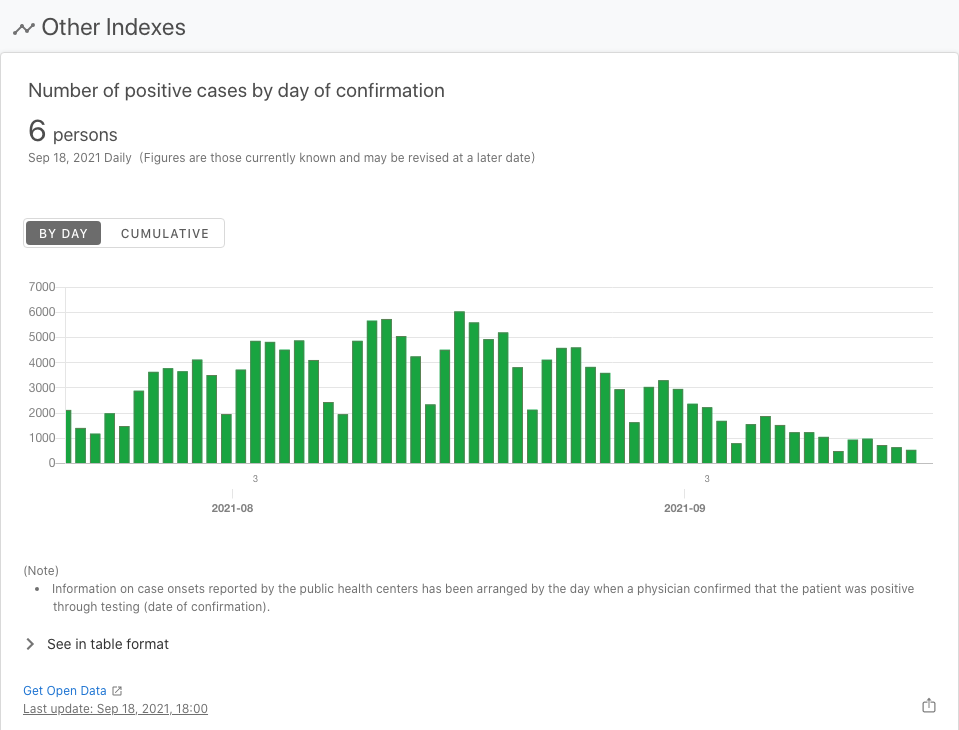 Other Indexes
Number of positive cases by day of confirmation
6 persons
Sep 18, 2021 Daily (Figures are those currently known and may be revised at a later date)
BY DAY CUMULATIVE
7000
6000
5000
4000
3000
2000
1000
0
3 3
2021-08 2021-09
(Note)
• Information on case onsets reported by the public health centers has been arranged by the day when a physician confirmed that the patient was positive
through testing (date of confirmation).
See in table format
Get Open Data
Last update: Sep 18, 2021, 18:00